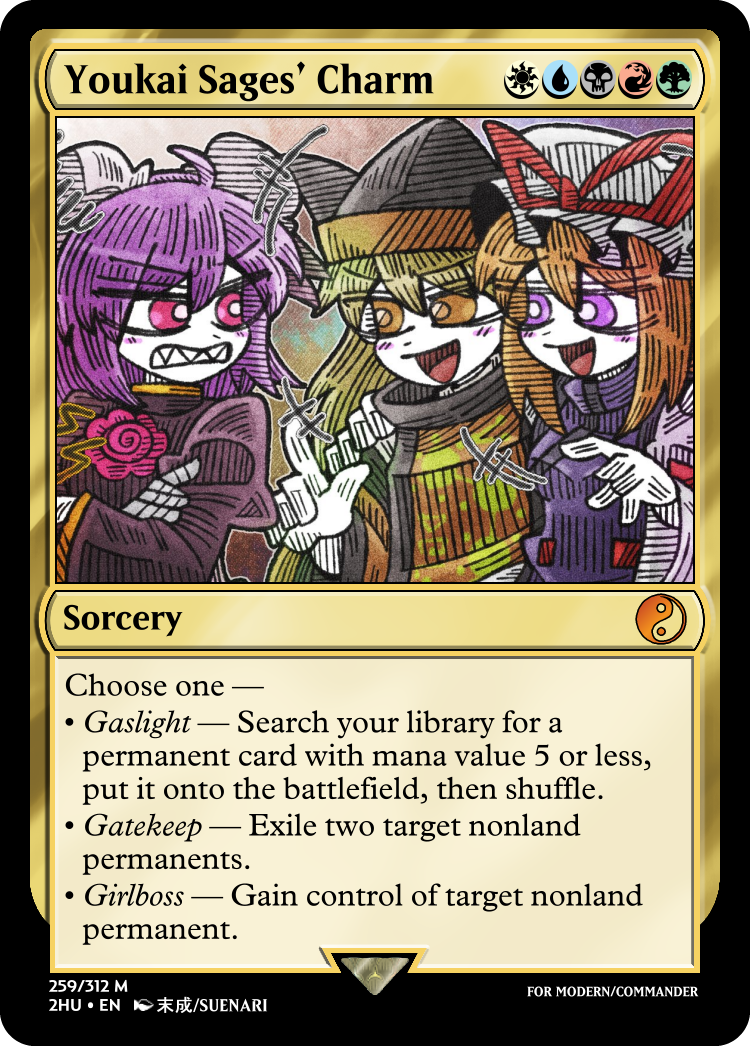 Youkai Sages’ Charm
Sorcery
Choose one —
• Gaslight — Search your library for a
permanent card with mana value 5 or less,
put it onto the battlefield, then shuffle.
• Gatekeep — Exile two target nonland
permanents.
• Girlboss — Gain control of target nonland
permanent.
259/312 M
2HU • EN 末成/SUENARI
FOR MODERN/COMMANDER